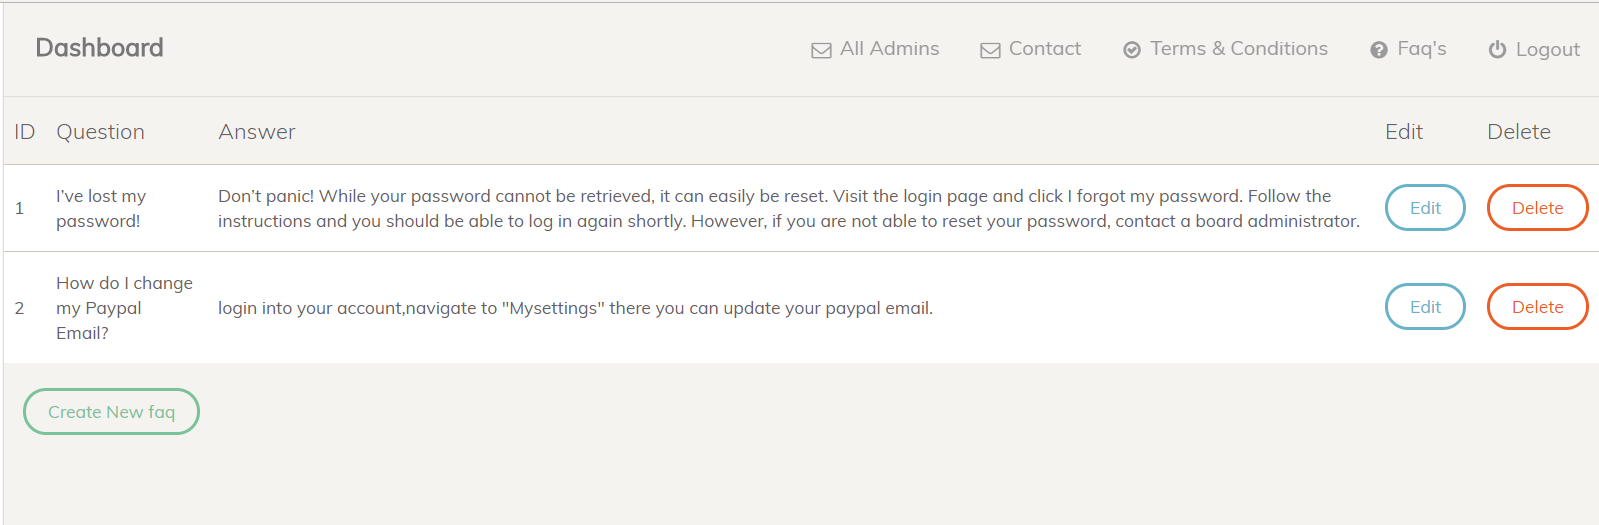 Dashboard All Admins Contact Terms & Conditions Faq's Logout
ID Question Answer Edit Delete
1 I’ve lost my password! Don’t panic! While your password cannot be retrieved, it can easily be reset. Visit the login page and click I forgot my password. Follow the
instructions and you should be able to log in again shortly. However, if you are not able to reset your password, contact a board administrator. Edit Delete
2 How do I change
my Paypal
Email? login into your account,navigate to "Mysettings" there you can update your paypal email. Edit Delete
Create New faq